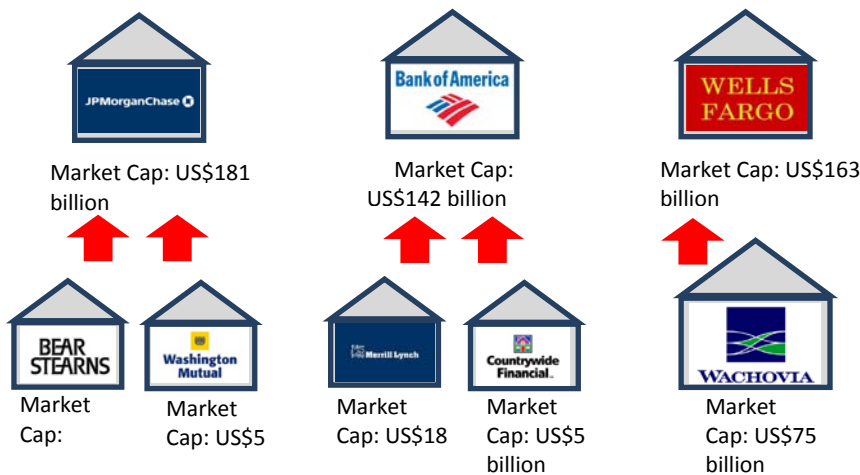 JPMorganChase
Bank of America
WELLS
FARGO
Market Cap: US$181
billion
Market Cap:
US$142 billion
Market Cap: US$163
billion
BEAR
STEARNS
Washington
Mutual
Merrill Lynch
Countrywide
Financial
WACHOVIA
Market
Cap:
Market
Cap: US$5
Market
Cap: US$18
Market
Cap: US$5
billion
Market
Cap: US$75
billion